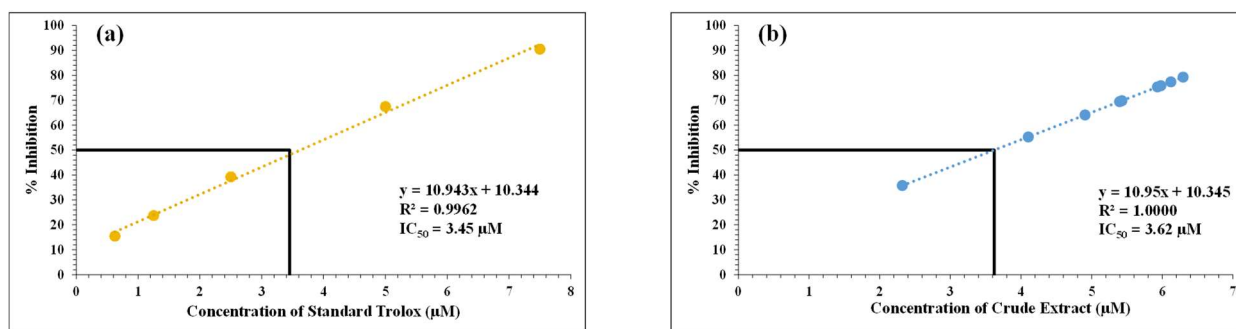 (a)
% Inhibition
100
90
80
70
60
50
40
30
20
10
0
y = 10.943x + 10.344
R² = 0.9962
IC₅₀ = 3.45 µM
0 1 2 3 4 5 6 7 8
Concentration of Standard Trolox (µM)
(b)
% Inhibition
100
90
80
70
60
50
40
30
20
10
0
y = 10.95x + 10.345
R² = 1.0000
IC₅₀ = 3.62 µM
0 1 2 3 4 5 6 7
Concentration of Crude Extract (µM)